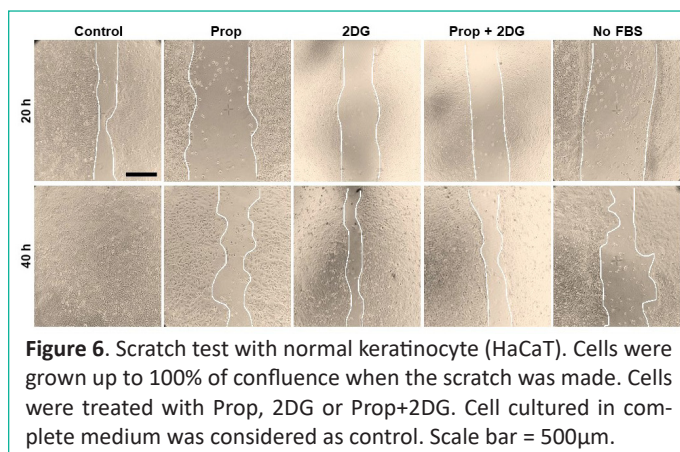 Control Prop 2DG Prop + 2DG No FBS
20 h
40 h
Figure 6. Scratch test with normal keratinocyte (HaCaT). Cells were
grown up to 100% of confluence when the scratch was made. Cells
were treated with Prop, 2DG or Prop+2DG. Cell cultured in com-
plete medium was considered as control. Scale bar = 500µm.